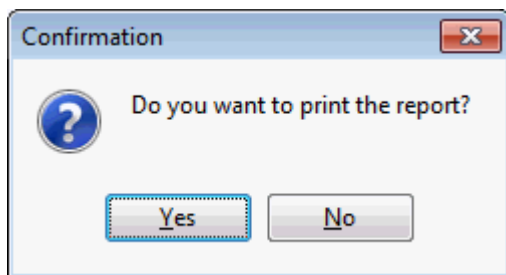 Confirmation
Do you want to print the report?
Yes
No